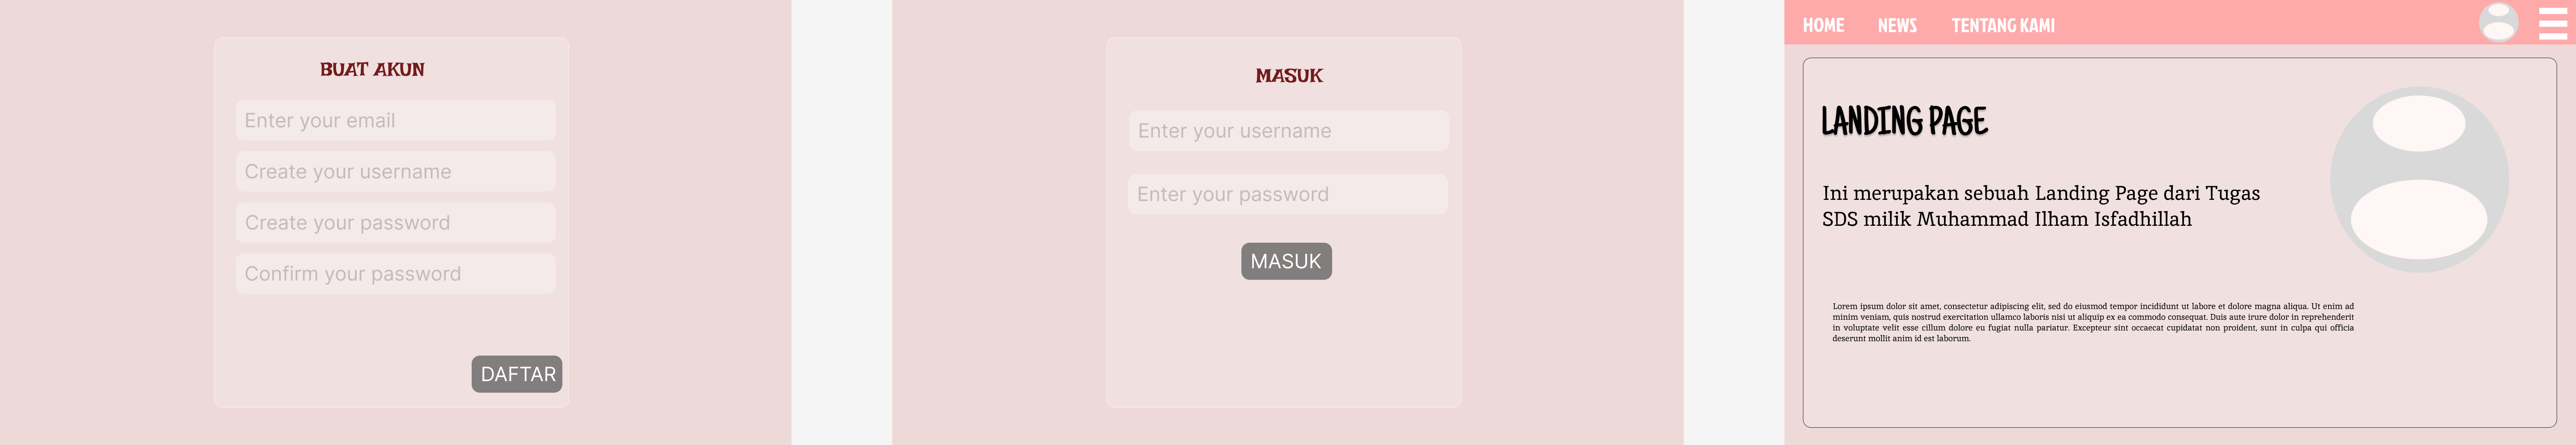 BUAT AKUN
Enter your email
Create your username
Create your password
Confirm your password
DAFTAR
MASUK
Enter your username
Enter your password
MASUK
HOME NEWS TENTANG KAMI
LANDING PAGE
Ini merupakan sebuah Landing Page dari Tugas
SDS milik Muhammad Ilham Isfadhillah
Lorem ipsum dolor sit amet, consectetur adipiscing elit, sed do eiusmod tempor incididunt ut labore et dolore magna aliqua. Ut enim ad
minim veniam, quis nostrud exercitation ullamco laboris nisi ut aliquip ex ea commodo consequat. Duis aute irure dolor in reprehenderit
in voluptate velit esse cillum dolore eu fugiat nulla pariatur. Excepteur sint occaecat cupidatat non proident, sunt in culpa qui officia
deserunt mollit anim id est laborum.